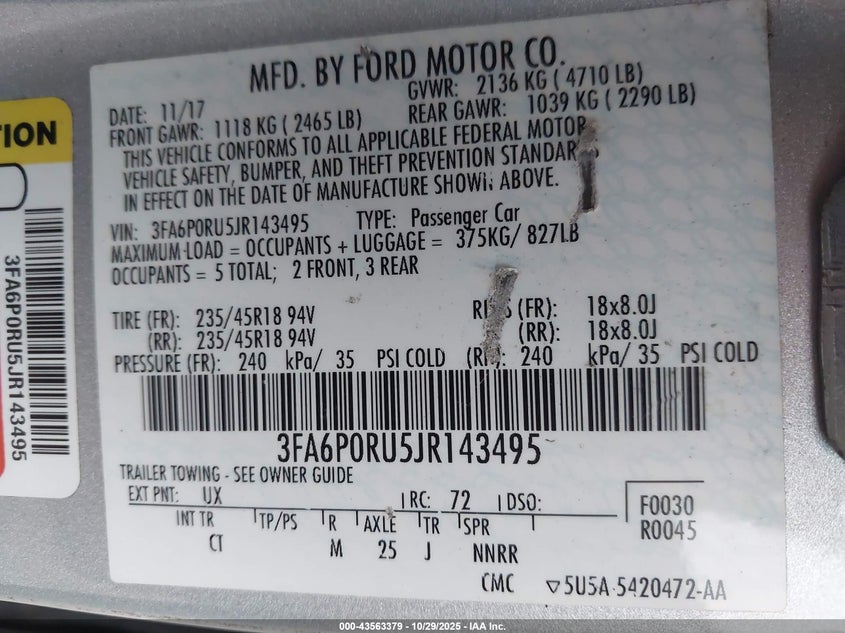 MFD. BY FORD MOTOR CO.
DATE: 11/17
GVWR: 2136 KG ( 4710 LB)
FRONT GAWR: 1118 KG ( 2465 LB)
REAR GAWR: 1039 KG ( 2290 LB)
THIS VEHICLE CONFORMS TO ALL APPLICABLE FEDERAL MOTOR
VEHICLE SAFETY, BUMPER, AND THEFT PREVENTION STANDARDS
IN EFFECT ON THE DATE OF MANUFACTURE SHOWN ABOVE.
VIN: 3FA6P0RU5JR143495 TYPE: Passenger Car
MAXIMUM LOAD = OCCUPANTS + LUGGAGE = 375KG/ 827LB
OCCUPANTS = 5 TOTAL; 2 FRONT, 3 REAR
TIRE (FR): 235/45R18 94V RIMS (FR): 18x8.0J
(RR): 235/45R18 94V (RR): 18x8.0J
PRESSURE (FR): 240 kPa/ 35 PSI COLD (RR): 240 kPa/ 35 PSI COLD
3FA6P0RU5JR143495
TRAILER TOWING - SEE OWNER GUIDE
EXT PNT: UX RC: 72 DSO:
INT TR TP/PS R AXLE TR SPR
CT M 25 J NNRR
F0030
R0045
CMC ▽5U5A-5420472-AA
TION
3FA6P0RU5JR143495
000-43563379 - 10/29/2025 - IAA Inc.